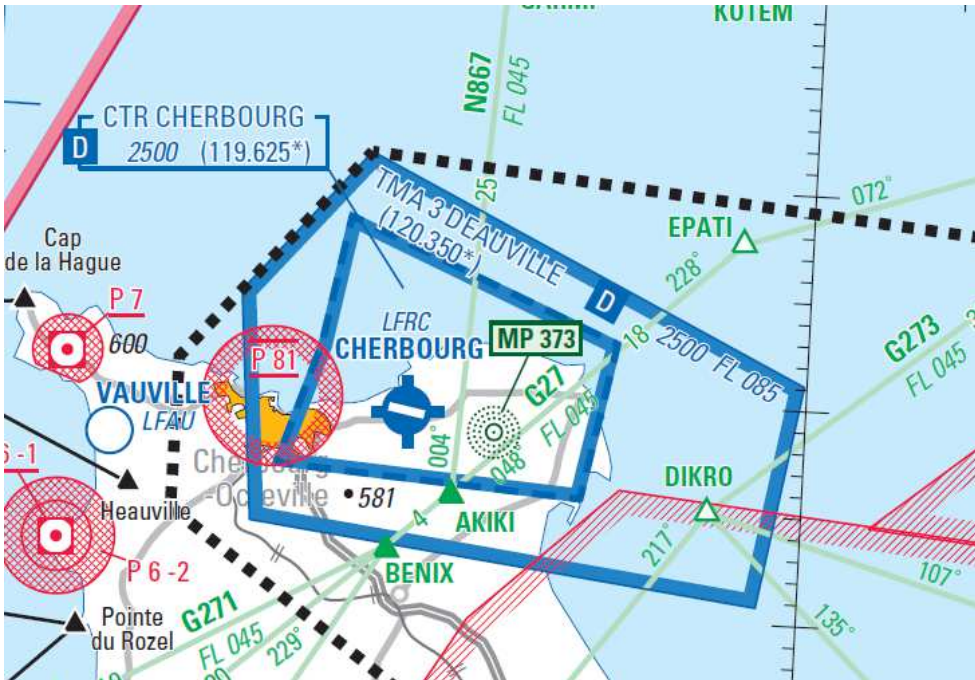 KOTEM
N867
FL 045
CTR CHERBOURG
D
2500 (119.625*)
25
TMA 3 DEAUVILLE
(120.350*)
072°
EPATI
228°
Cap
de la Hague
P 7
600
D
2500 FL 085
LFRC
CHERBOURG
MP 373
18
G273
FL 045
P 81
VAUVILLE
LFAU
G27
FL 045
004°
048°
Heauville
581
AKIKI
DIKRO
4
BENIX
217°
P 6 -2
107°
G271
FL 045
229°
135°
Pointe
du Rozel